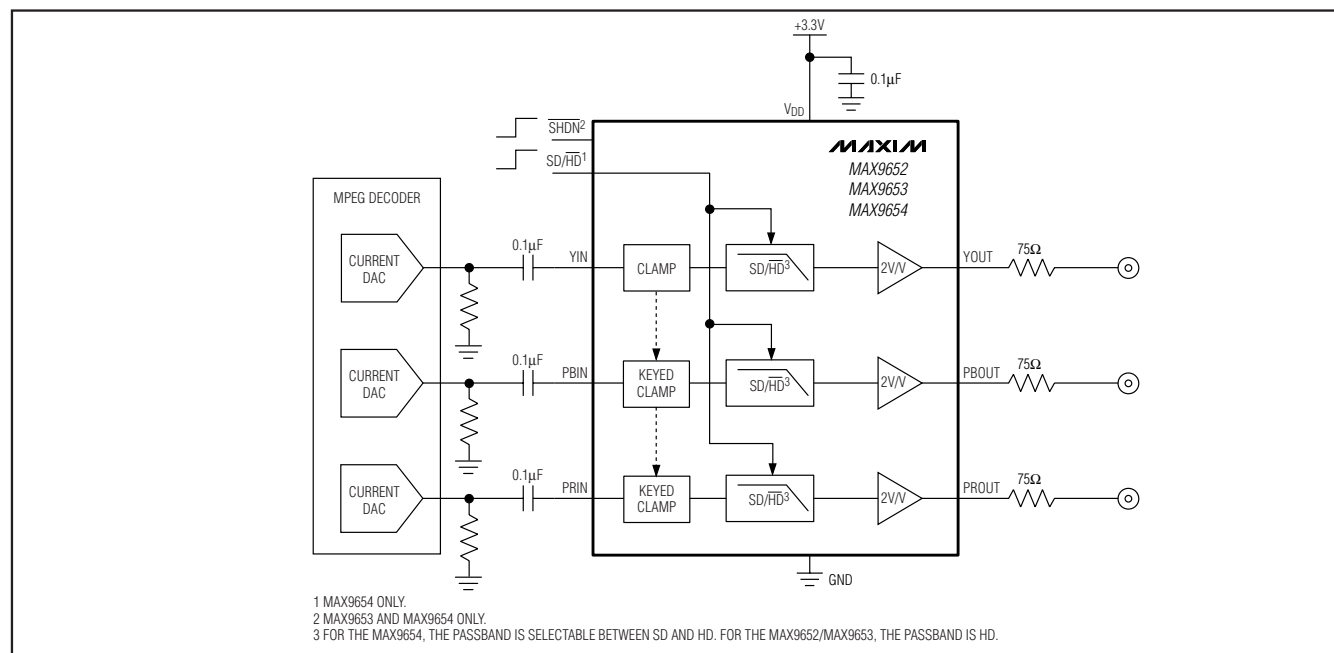 +3.3V
0.1µF
VDD
SHDN2
SD/HD1
MAXIM
MAX9652
MAX9653
MAX9654
MPEG DECODER
CURRENT
DAC
0.1µF
YIN
CLAMP
SD/HD3
2V/V
YOUT
75Ω
CURRENT
DAC
0.1µF
PBIN
KEYED
CLAMP
SD/HD3
2V/V
PBOUT
75Ω
CURRENT
DAC
0.1µF
PRIN
KEYED
CLAMP
SD/HD3
2V/V
PROUT
75Ω
GND
1 MAX9654 ONLY.
2 MAX9653 AND MAX9654 ONLY.
3 FOR THE MAX9654, THE PASSBAND IS SELECTABLE BETWEEN SD AND HD. FOR THE MAX9652/MAX9653, THE PASSBAND IS HD.